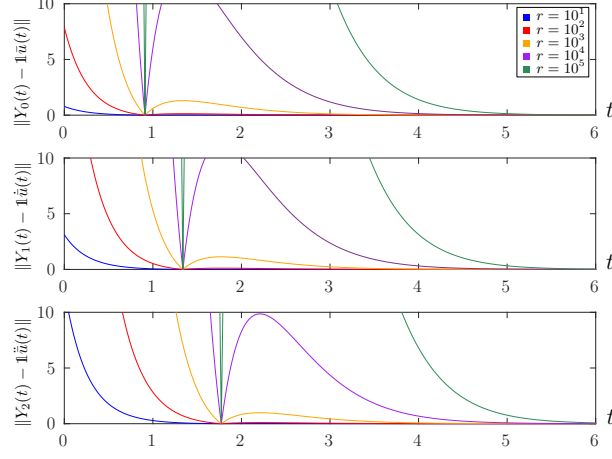 ‖Y₀(t) − 𝟙ū(t)‖
10
5
0
0 1 2 3 4 5 6
t
r = 10¹
r = 10²
r = 10³
r = 10⁴
r = 10⁵
‖Y₁(t) − 𝟙u̇̄(t)‖
10
5
0
0 1 2 3 4 5 6
t
‖Y₂(t) − 𝟙ǖ(t)‖
10
5
0
0 1 2 3 4 5 6
t